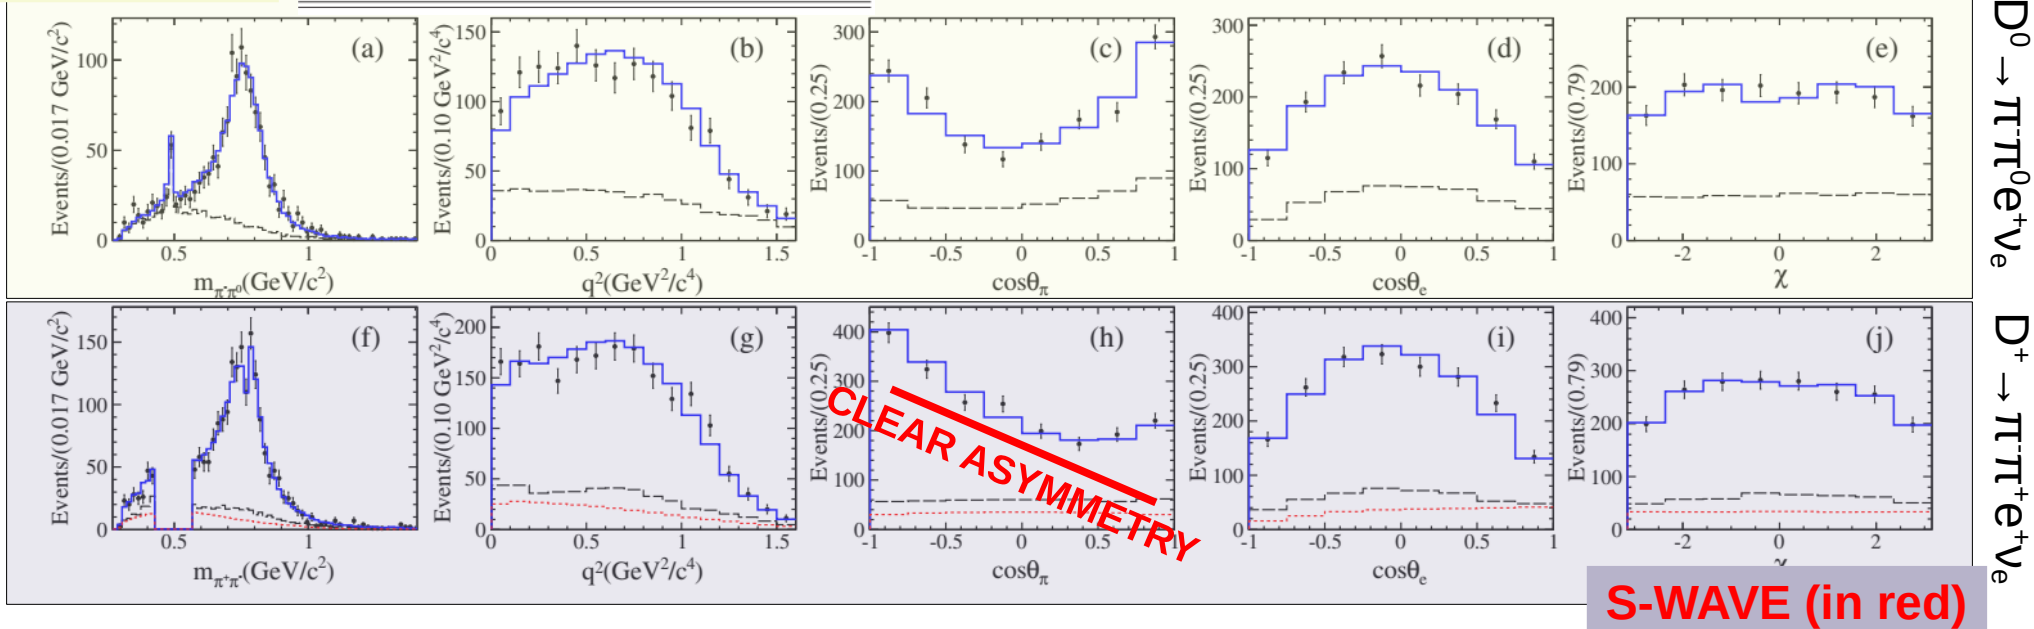 Events/(0.017 GeV/c²)
100
50
0
0.5
1
(a)
m_π⁻π⁰(GeV/c²)
Events/(0.10 GeV²/c⁴)
150
100
50
0
0
0.5
1
1.5
(b)
q²(GeV²/c⁴)
Events/(0.25)
300
200
100
0
-1
-0.5
0
0.5
1
(c)
cosθ_π
Events/(0.25)
300
200
100
0
-1
-0.5
0
0.5
1
(d)
cosθ_e
Events/(0.79)
200
100
0
-2
0
2
(e)
χ
D⁰ → π⁻π⁰e⁺ν_e
Events/(0.017 GeV/c²)
150
100
50
0
0.5
1
(f)
m_π⁺π⁻(GeV/c²)
Events/(0.10 GeV²/c⁴)
200
150
100
50
0
0
0.5
1
1.5
(g)
q²(GeV²/c⁴)
Events/(0.25)
400
300
200
100
0
-1
-0.5
0
0.5
1
(h)
CLEAR ASYMMETRY
cosθ_π
Events/(0.25)
400
300
200
100
0
-1
-0.5
0
0.5
1
(i)
cosθ_e
Events/(0.79)
400
300
200
100
0
-2
0
2
(j)
χ
D⁺ → π⁻π⁺e⁺ν_e
S-WAVE (in red)